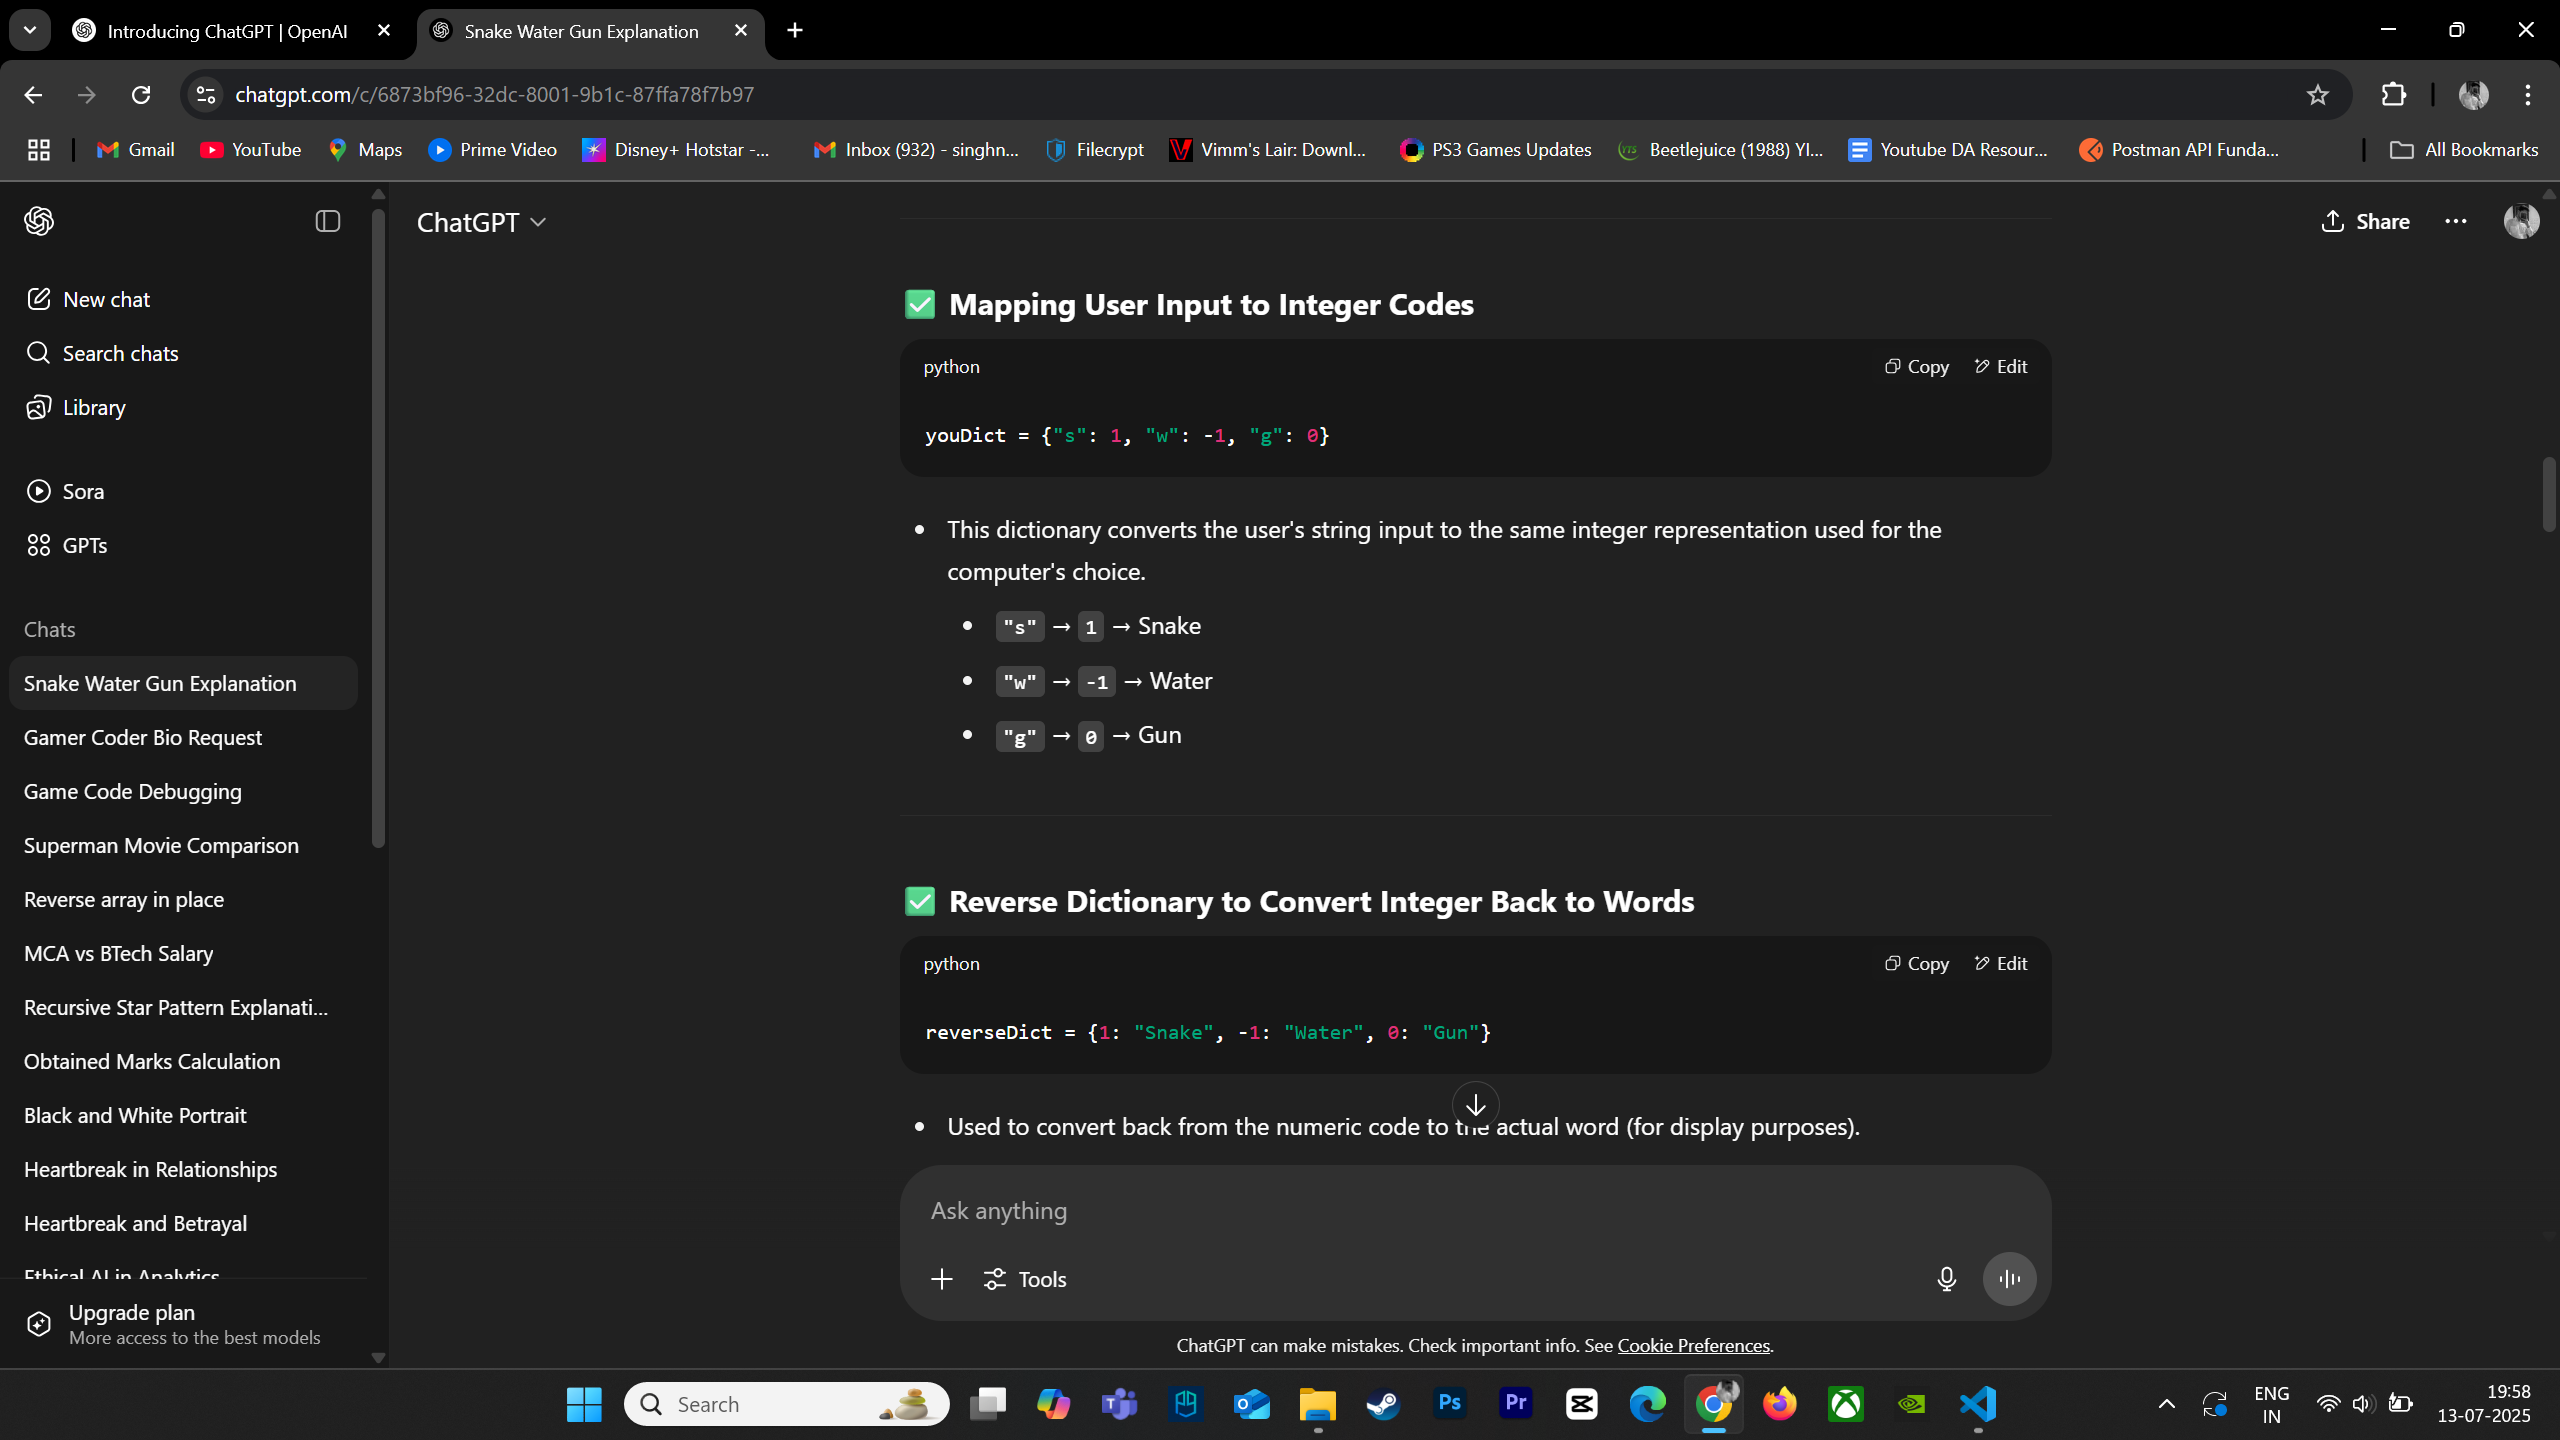 Introducing ChatGPT | OpenAI
Snake Water Gun Explanation
chatgpt.com/c/6873bf96-32dc-8001-9b1c-87ffa78f7b97
Gmail
YouTube
Maps
Prime Video
Disney+ Hotstar -...
Inbox (932) - singhn...
Filecrypt
Vimm's Lair: Downl...
PS3 Games Updates
YTS
Beetlejuice (1988) YI...
Youtube DA Resour...
Postman API Funda...
All Bookmarks
New chat
Search chats
Library
Sora
GPTs
Chats
Snake Water Gun Explanation
Gamer Coder Bio Request
Game Code Debugging
Superman Movie Comparison
Reverse array in place
MCA vs BTech Salary
Recursive Star Pattern Explanati...
Obtained Marks Calculation
Black and White Portrait
Heartbreak in Relationships
Heartbreak and Betrayal
Ethical AI in Analytics
Upgrade plan
More access to the best models
ChatGPT
Share
✅ Mapping User Input to Integer Codes
python
Copy
Edit
youDict = {"s": 1, "w": -1, "g": 0}
• This dictionary converts the user's string input to the same integer representation used for the
computer's choice.
• "s" → 1 → Snake
• "w" → -1 → Water
• "g" → 0 → Gun
✅ Reverse Dictionary to Convert Integer Back to Words
python
Copy
Edit
reverseDict = {1: "Snake", -1: "Water", 0: "Gun"}
• Used to convert back from the numeric code to the actual word (for display purposes).
Ask anything
Tools
ChatGPT can make mistakes. Check important info. See Cookie Preferences.
Search
Ps
Pr
ENG
IN
19:58
13-07-2025